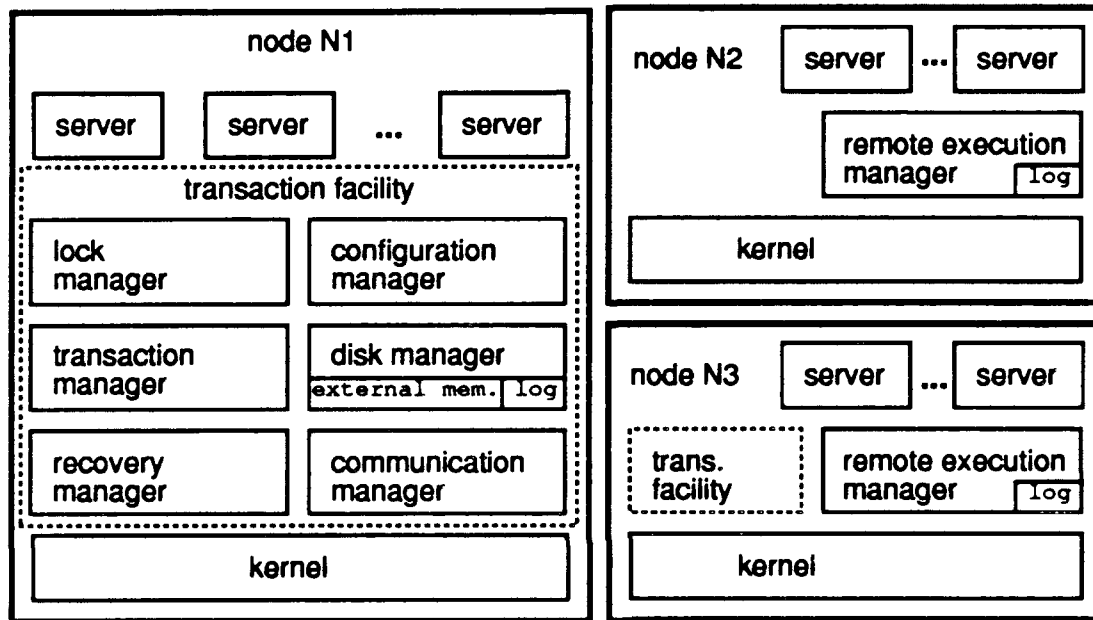 node N1
server server ... server
transaction facility
lock
manager
configuration
manager
transaction
manager
disk manager
external mem. log
recovery
manager
communication
manager
kernel
node N2 server ... server
remote execution
manager log
kernel
node N3 server ... server
trans.
facility
remote execution
manager log
kernel